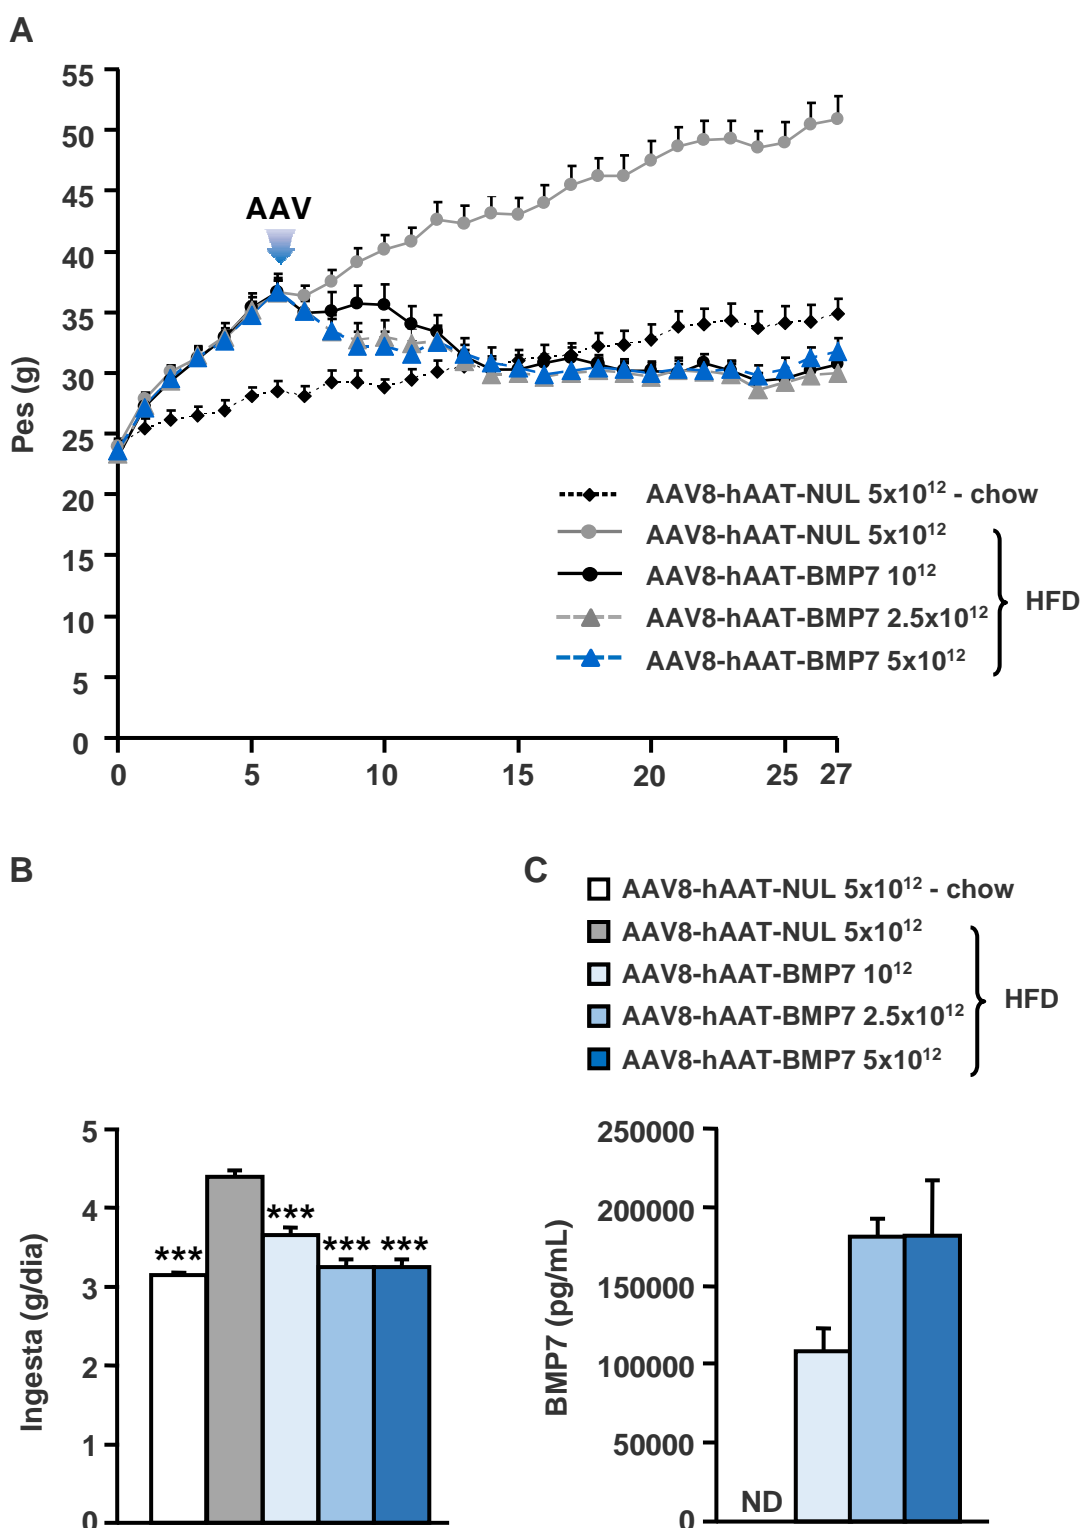 A
55
50
45
40
35
30
25
20
15
10
5
0
Pes (g)
AAV
0 5 10 15 20 25 27
AAV8-hAAT-NUL 5x10¹² - chow
AAV8-hAAT-NUL 5x10¹²
AAV8-hAAT-BMP7 10¹²
AAV8-hAAT-BMP7 2.5x10¹²
AAV8-hAAT-BMP7 5x10¹²
HFD
B
5
4
3
2
1
0
Ingesta (g/dia)
*** *** *** ***
C
AAV8-hAAT-NUL 5x10¹² - chow
AAV8-hAAT-NUL 5x10¹²
AAV8-hAAT-BMP7 10¹²
AAV8-hAAT-BMP7 2.5x10¹²
AAV8-hAAT-BMP7 5x10¹²
HFD
250000
200000
150000
100000
50000
0
BMP7 (pg/mL)
ND